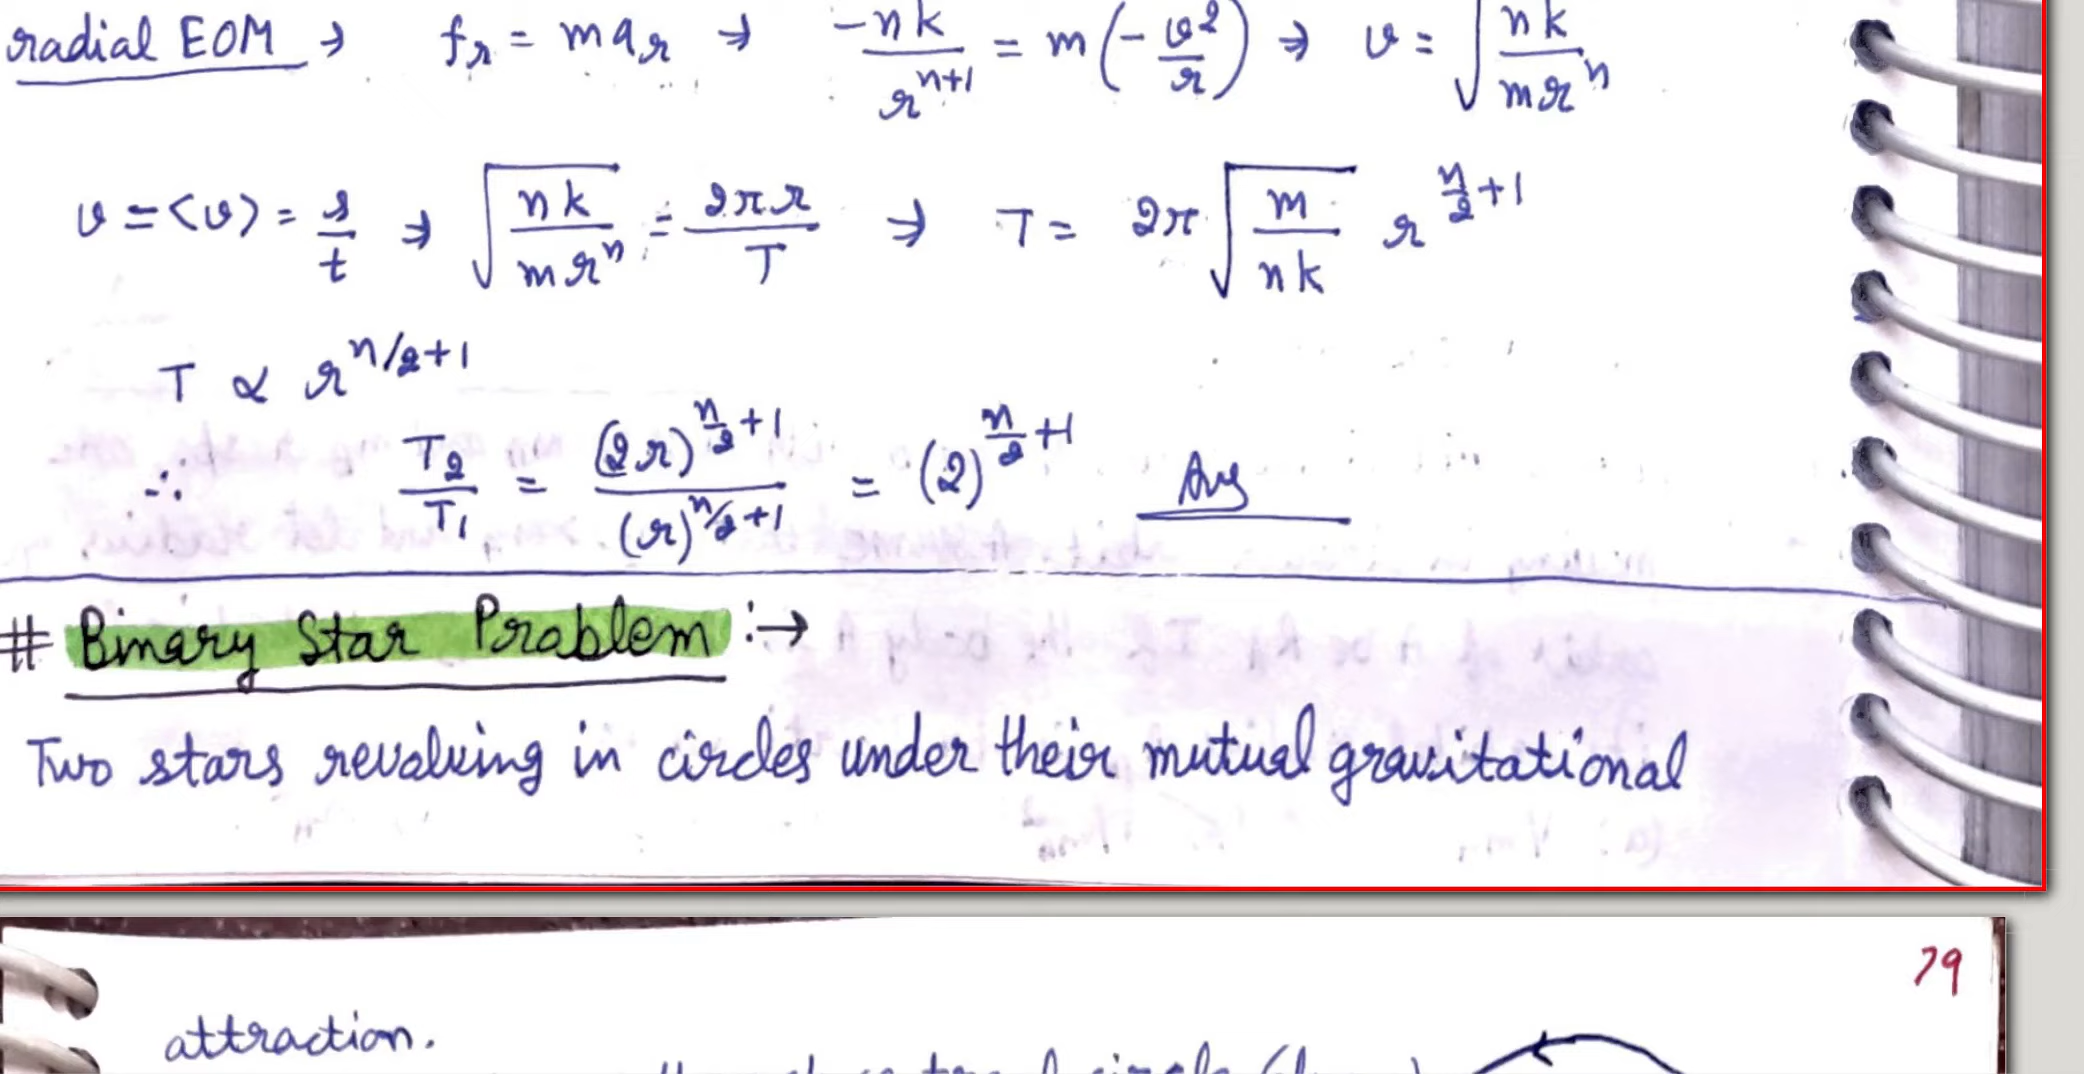 radial EOM → f_r = ma_r → -nk/r^(n+1) = m(-v²/r) → v = √(nk/mr^n)
v = <v> = s/t → √(nk/mr^n) = 2πr/T → T = 2π √(m/nk) r^(n/2+1)
T ∝ r^(n/2+1)
∴ T₂/T₁ = (2r)^(n/2+1)/(r)^(n/2+1) = (2)^(n/2+1) Ans
# Binary Star Problem :→
Two stars revolving in circles under their mutual gravitational
79
attraction.